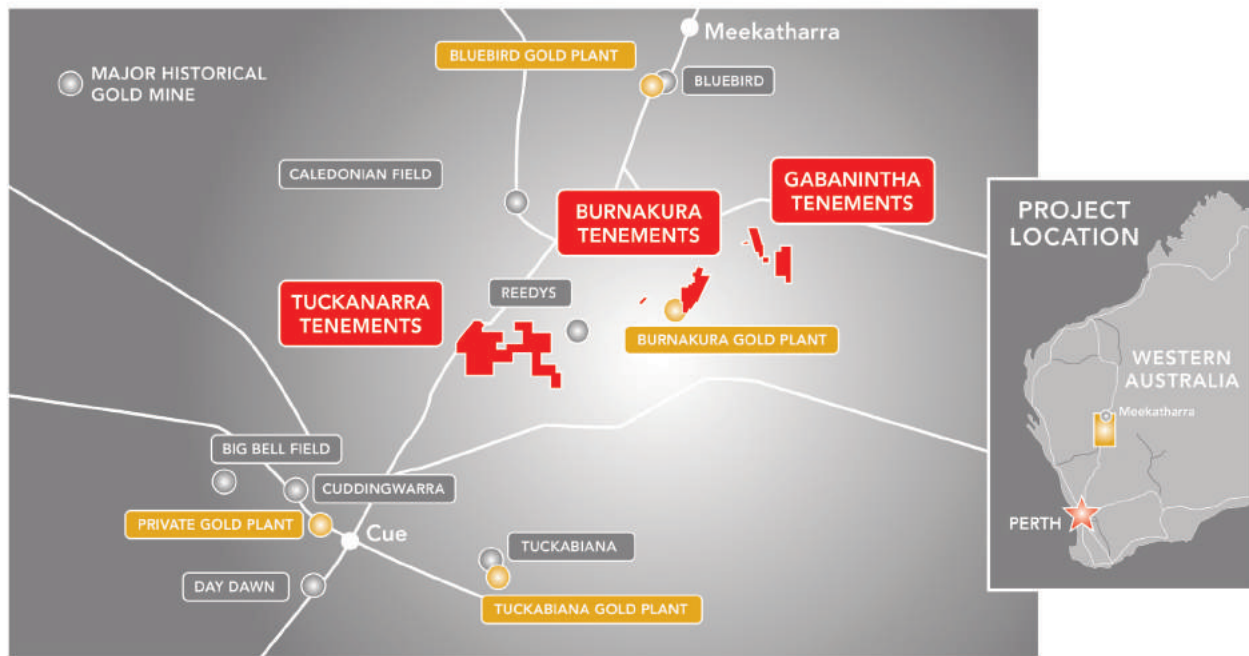 Meekatharra
BLUEBIRD GOLD PLANT
MAJOR HISTORICAL
GOLD MINE
BLUEBIRD
CALEDONIAN FIELD
GABANINTHA
TENEMENTS
BURNAKURA
TENEMENTS
TUCKANARRA
TENEMENTS
REEDYS
BURNAKURA GOLD PLANT
BIG BELL FIELD
CUDDINGWARRA
PRIVATE GOLD PLANT
Cue
TUCKABIANA
DAY DAWN
TUCKABIANA GOLD PLANT
PROJECT
LOCATION
WESTERN
AUSTRALIA
Meekatharra
PERTH